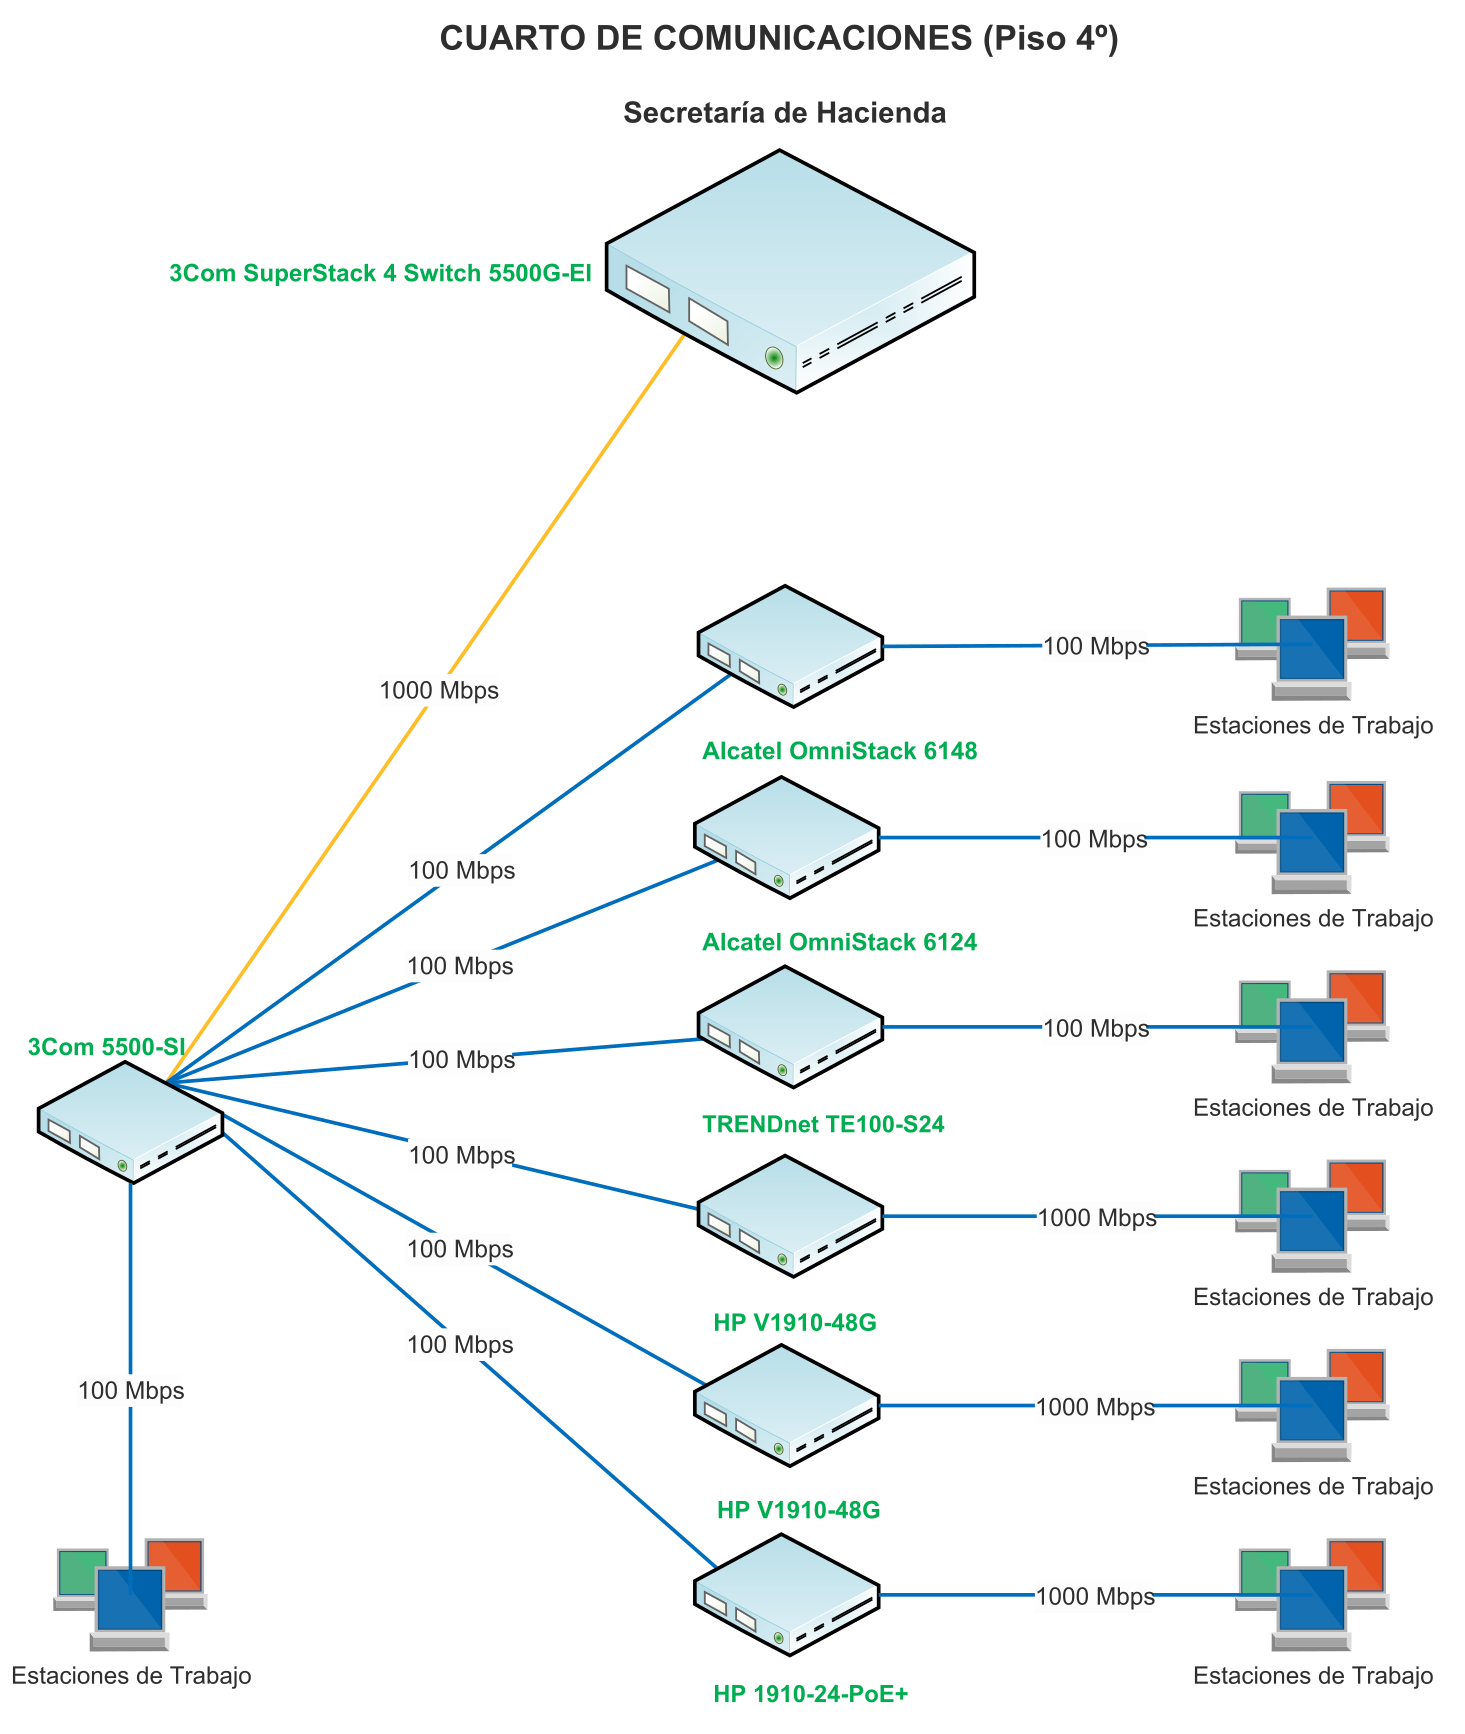 CUARTO DE COMUNICACIONES (Piso 4º)
Secretaría de Hacienda
3Com SuperStack 4 Switch 5500G-EI
1000 Mbps
100 Mbps
Estaciones de Trabajo
Alcatel OmniStack 6148
100 Mbps
100 Mbps
Estaciones de Trabajo
Alcatel OmniStack 6124
100 Mbps
100 Mbps
3Com 5500-SI
100 Mbps
Estaciones de Trabajo
TRENDnet TE100-S24
100 Mbps
1000 Mbps
Estaciones de Trabajo
HP V1910-48G
100 Mbps
100 Mbps
100 Mbps
1000 Mbps
Estaciones de Trabajo
HP V1910-48G
1000 Mbps
Estaciones de Trabajo
Estaciones de Trabajo
HP 1910-24-PoE+